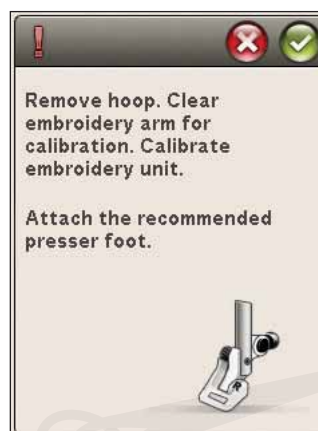 Remove hoop. Clear
embroidery arm for
calibration. Calibrate
embroidery unit.
Attach the recommended
presser foot.
R